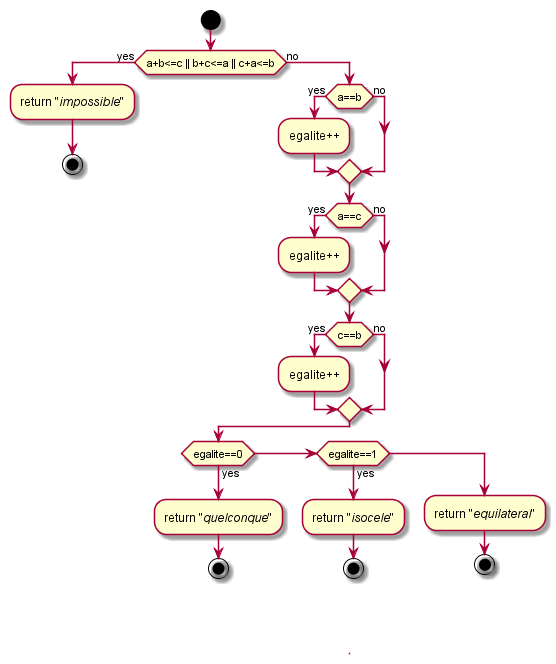 yes
a+b<=c || b+c<=a || c+a<=b
no
return "impossible"
yes
a==b
no
egalite++
yes
a==c
no
egalite++
yes
c==b
no
egalite++
egalite==0
egalite==1
yes
yes
return "quelconque"
return "isocele"
return "equilateral"
.